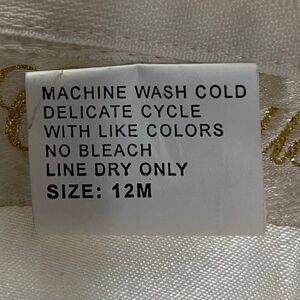 MACHINE WASH COLD
DELICATE CYCLE
WITH LIKE COLORS
NO BLEACH
LINE DRY ONLY
SIZE: 12M